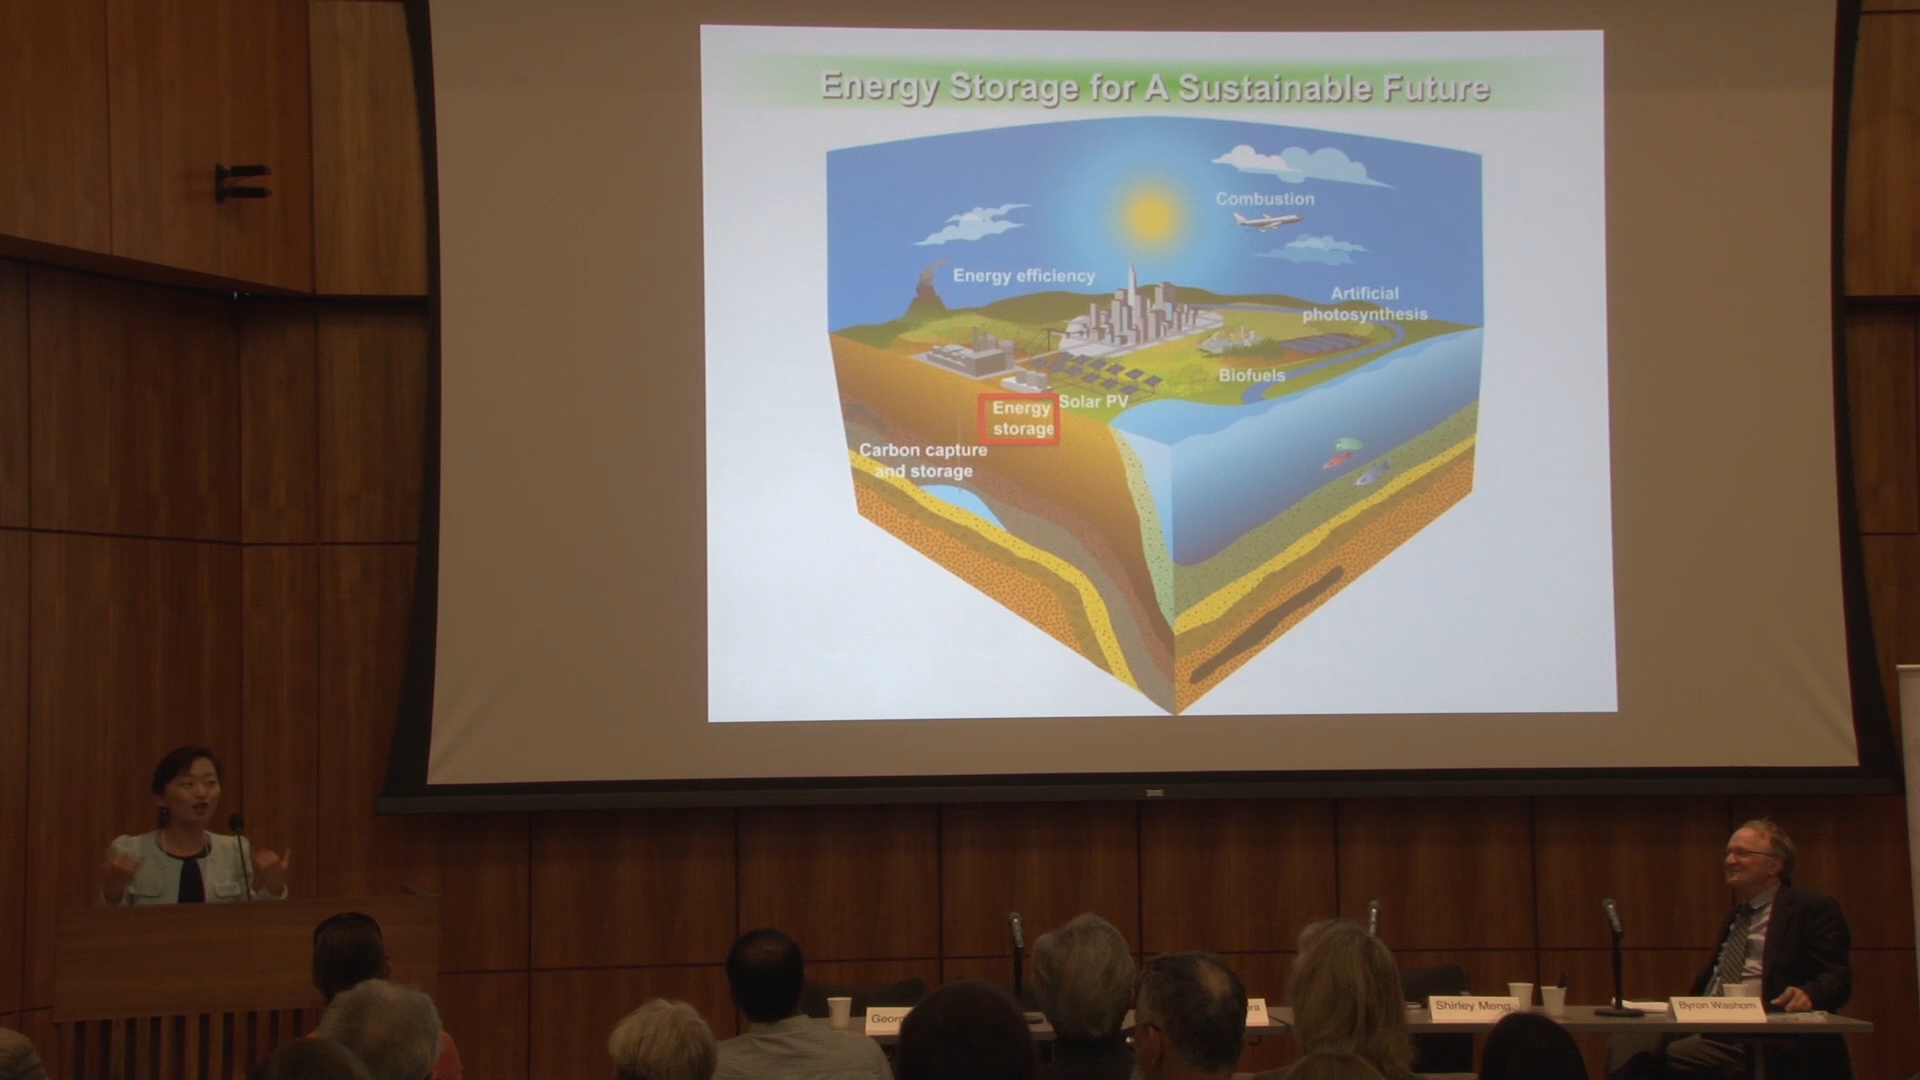 Energy Storage for A Sustainable Future
Combustion
Energy efficiency
Artificial
photosynthesis
Biofuels
Solar PV
Energy
storage
Carbon capture
and storage
Shirley Meng
Byron Washom